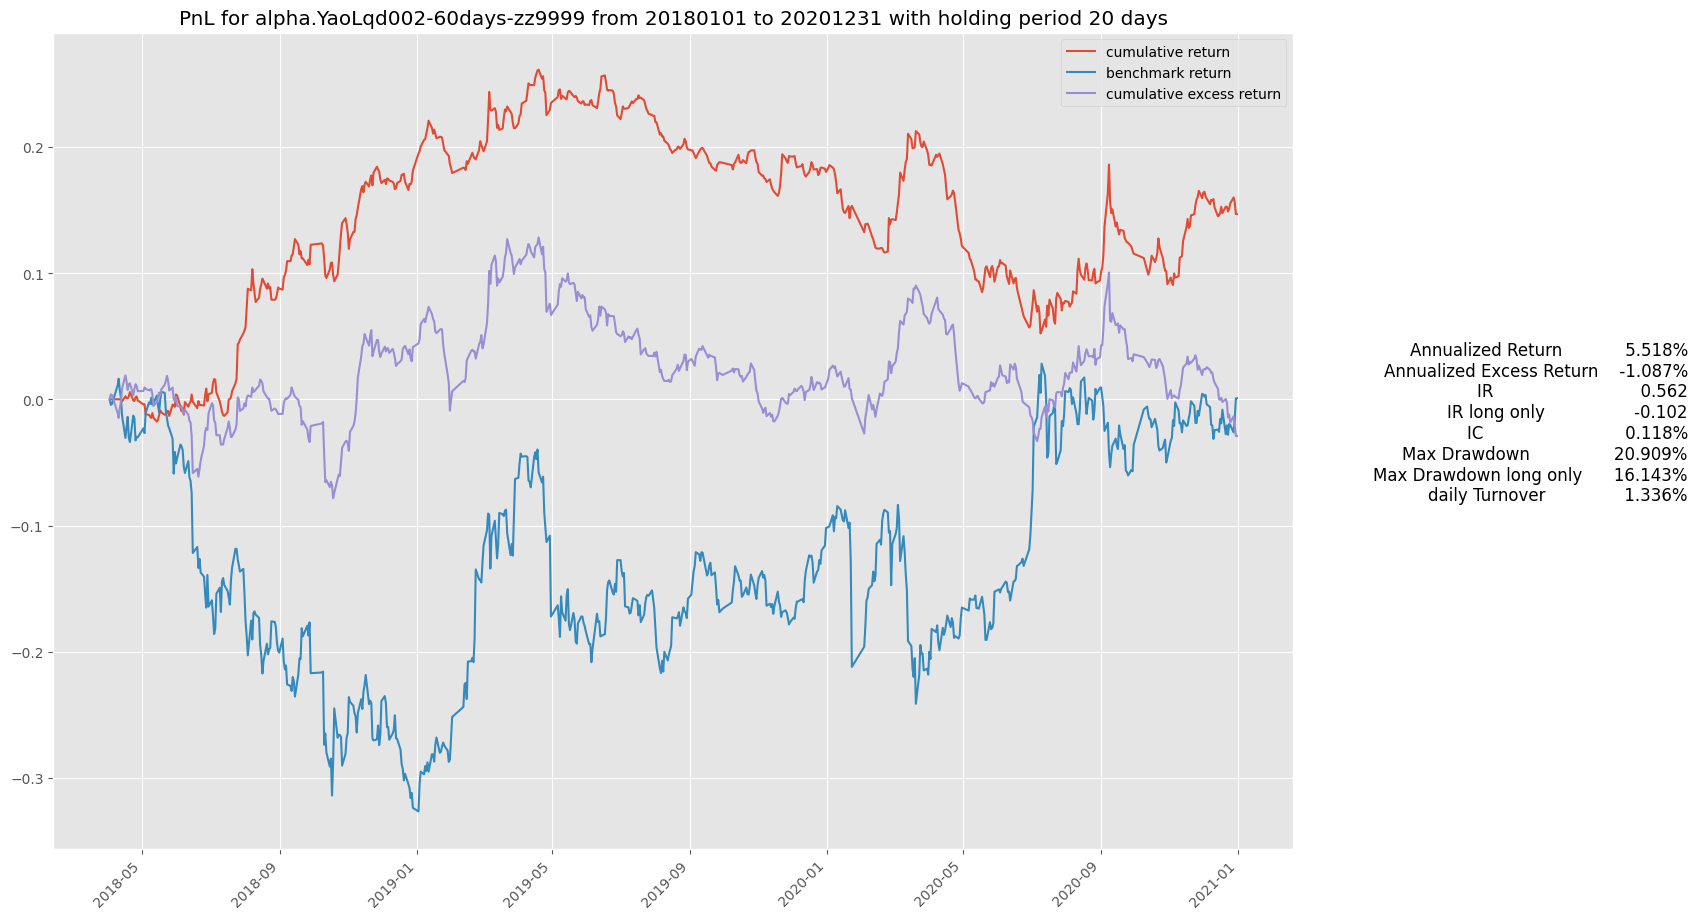 PnL for alpha.YaoLqd002-60days-zz9999 from 20180101 to 20201231 with holding period 20 days
cumulative return
benchmark return
cumulative excess return
0.2
0.1
0.0
−0.1
−0.2
−0.3
2018-05
2018-09
2019-01
2019-05
2019-09
2020-01
2020-05
2020-09
2021-01
Annualized Return 5.518%
Annualized Excess Return -1.087%
IR 0.562
IR long only -0.102
IC 0.118%
Max Drawdown 20.909%
Max Drawdown long only 16.143%
daily Turnover 1.336%